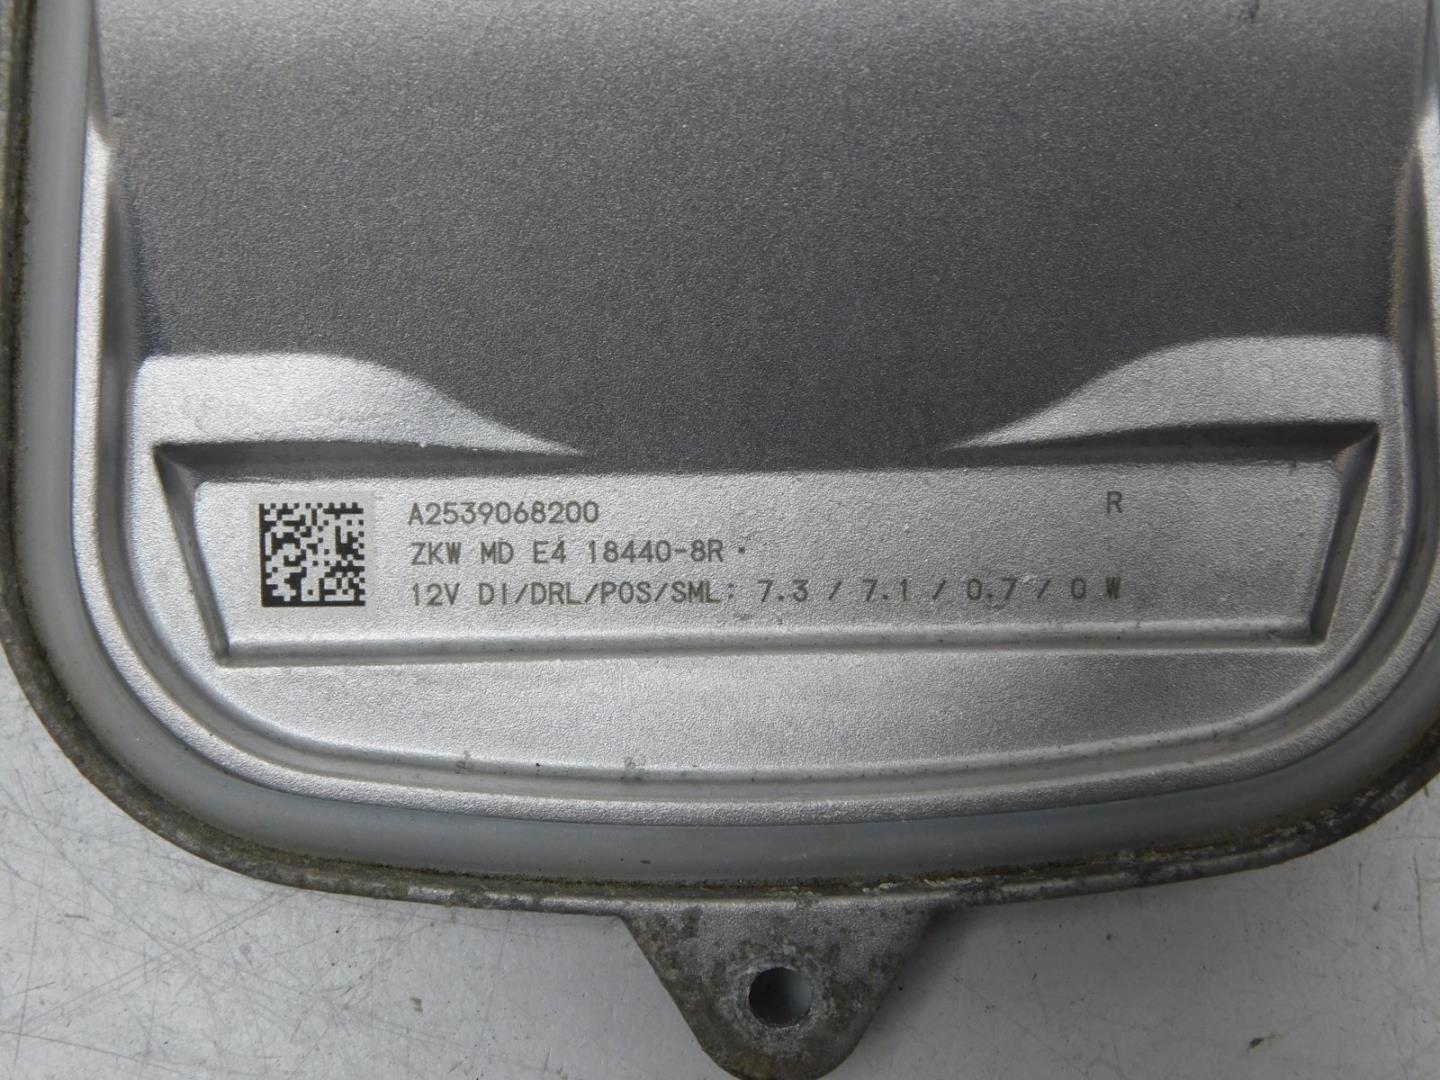 A2539068200 R
ZKW MD E4 18440-8R
12V DI/DRL/POS/SML: 7.3 / 7.1 / 0.7 / 0 W